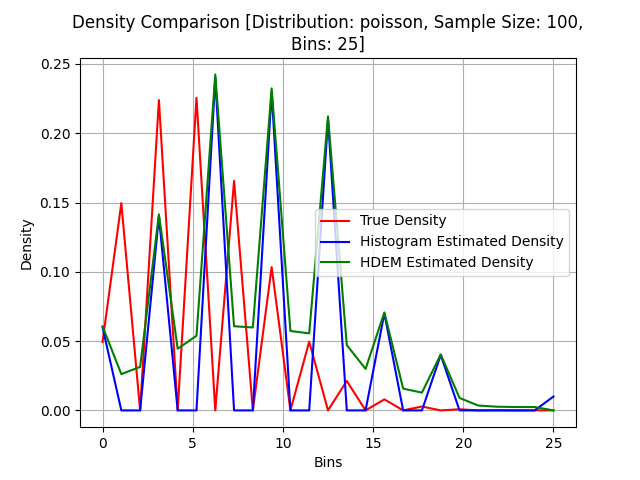 Density Comparison [Distribution: poisson, Sample Size: 100,
Bins: 25]
0.25
0.20
0.15
0.10
0.05
0.00
Density
True Density
Histogram Estimated Density
HDEM Estimated Density
0 5 10 15 20 25
Bins